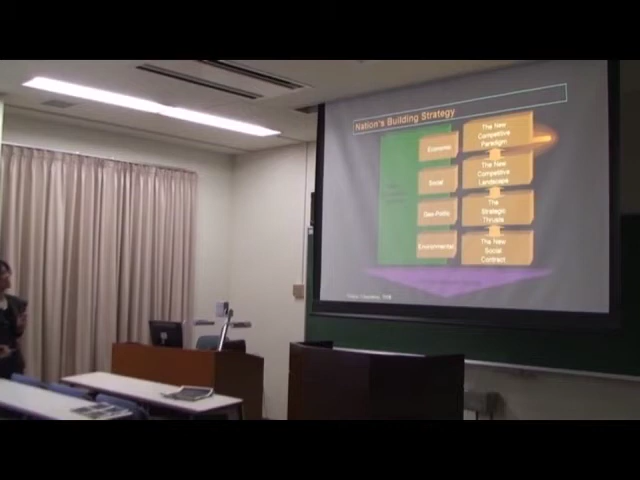 Nation's Building Strategy
Economic
Social
Geo-Politic
Environmental
The New
Competitive
Paradigm
The New
Competitive
Landscape
The
Strategic
Thrusts
The New
Social
Contract